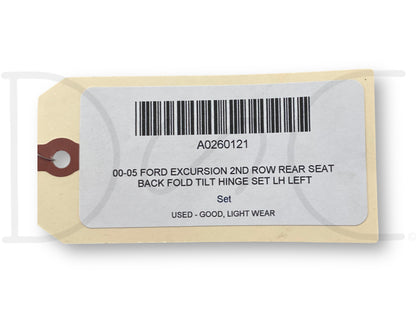 A0260121
00-05 FORD EXCURSION 2ND ROW REAR SEAT
BACK FOLD TILT HINGE SET LH LEFT
Set
USED - GOOD, LIGHT WEAR